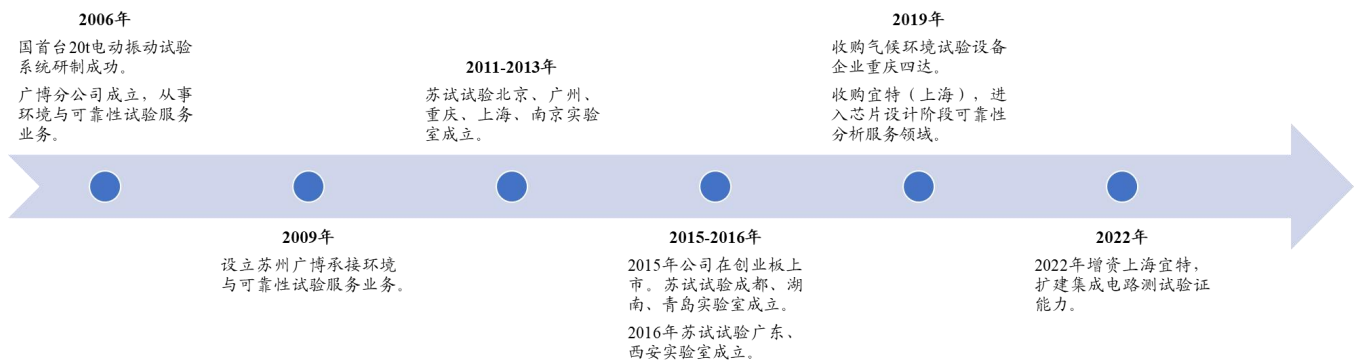 2006年
国首台20t电动振动试验
系统研制成功。
广博分公司成立，从事
环境与可靠性试验服务
业务。
2009年
设立苏州广博承接环境
与可靠性试验服务业务。
2011-2013年
苏试试验北京、广州、
重庆、上海、南京实验
室成立。
2015-2016年
2015年公司在创业板上
市。苏试试验成都、湖
南、青岛实验室成立。
2016年苏试试验广东、
西安实验室成立。
2019年
收购气候环境试验设备
企业重庆四达。
收购宜特（上海），进
入芯片设计阶段可靠性
分析服务领域。
2022年
2022年增资上海宜特，
扩建集成电路测试验证
能力。